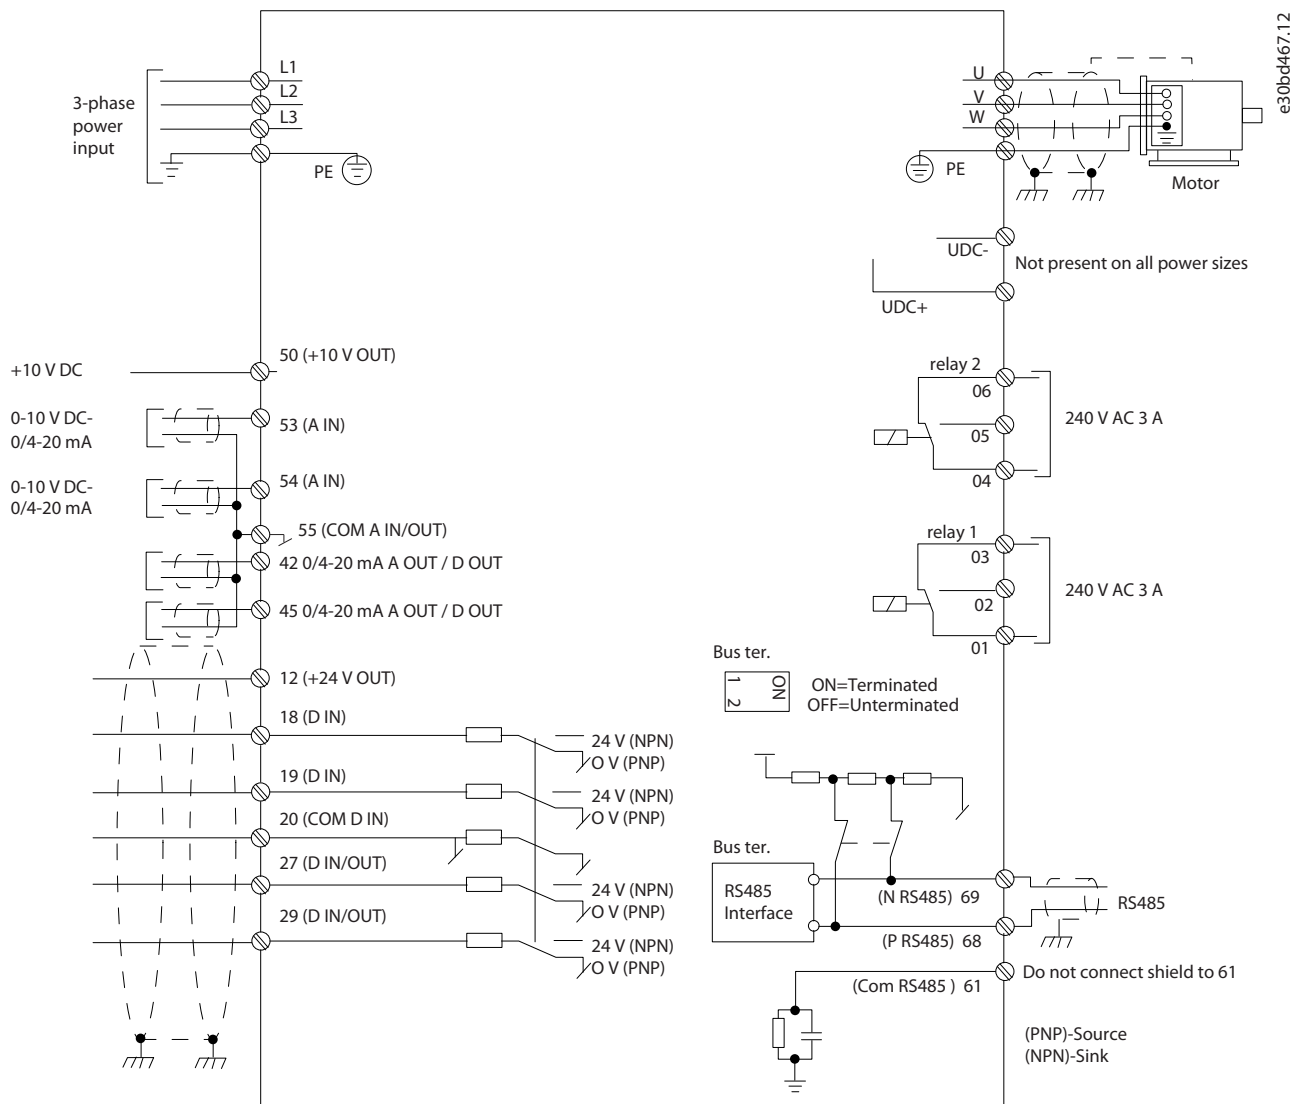 e30bd467.12
3-phase
power
input
L1
L2
L3
PE
U
V
W
PE
Motor
UDC-
Not present on all power sizes
UDC+
+10 V DC
50 (+10 V OUT)
0-10 V DC-
0/4-20 mA
53 (A IN)
0-10 V DC-
0/4-20 mA
54 (A IN)
55 (COM A IN/OUT)
42 0/4-20 mA A OUT / D OUT
45 0/4-20 mA A OUT / D OUT
12 (+24 V OUT)
18 (D IN)
24 V (NPN)
O V (PNP)
19 (D IN)
24 V (NPN)
O V (PNP)
20 (COM D IN)
27 (D IN/OUT)
24 V (NPN)
O V (PNP)
29 (D IN/OUT)
24 V (NPN)
O V (PNP)
relay 2
06
05
04
240 V AC 3 A
relay 1
03
02
01
240 V AC 3 A
Bus ter.
1
2
ON
ON=Terminated
OFF=Unterminated
Bus ter.
RS485
Interface
(N RS485) 69
RS485
(P RS485) 68
(Com RS485 ) 61
Do not connect shield to 61
(PNP)-Source
(NPN)-Sink